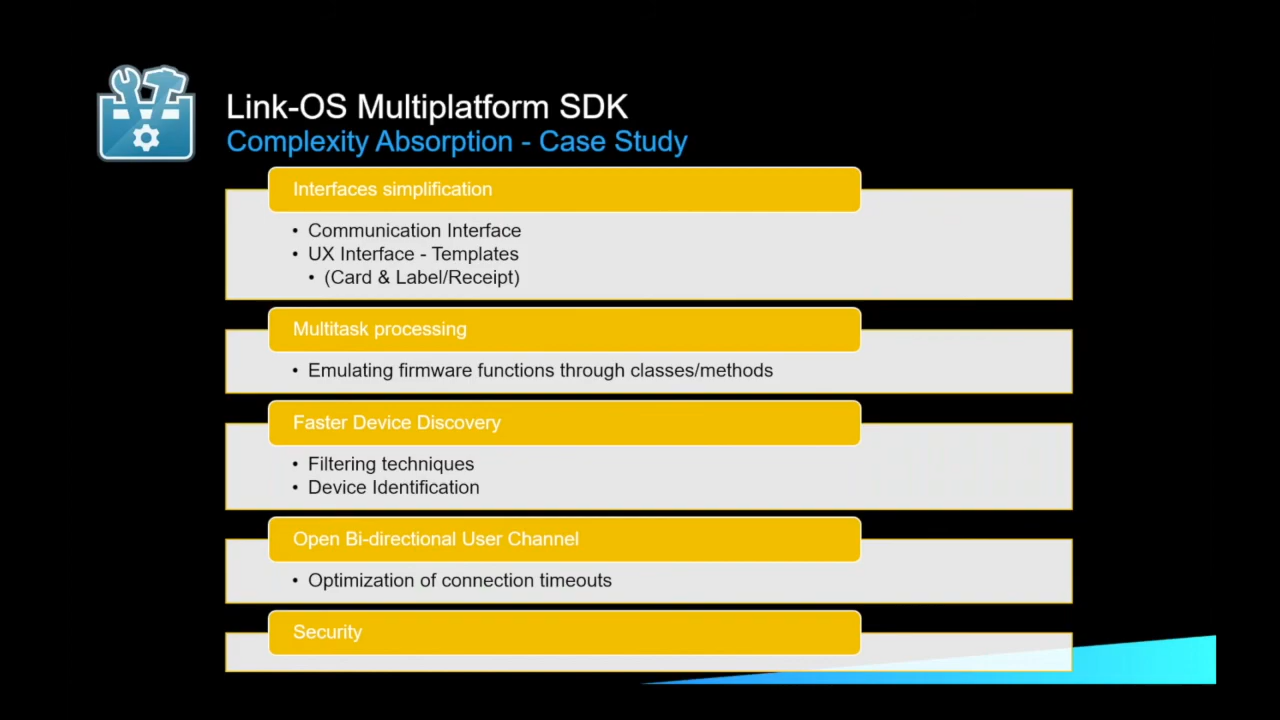 Link-OS Multiplatform SDK
Complexity Absorption - Case Study
Interfaces simplification
• Communication Interface
• UX Interface - Templates
• (Card & Label/Receipt)
Multitask processing
• Emulating firmware functions through classes/methods
Faster Device Discovery
• Filtering techniques
• Device Identification
Open Bi-directional User Channel
• Optimization of connection timeouts
Security